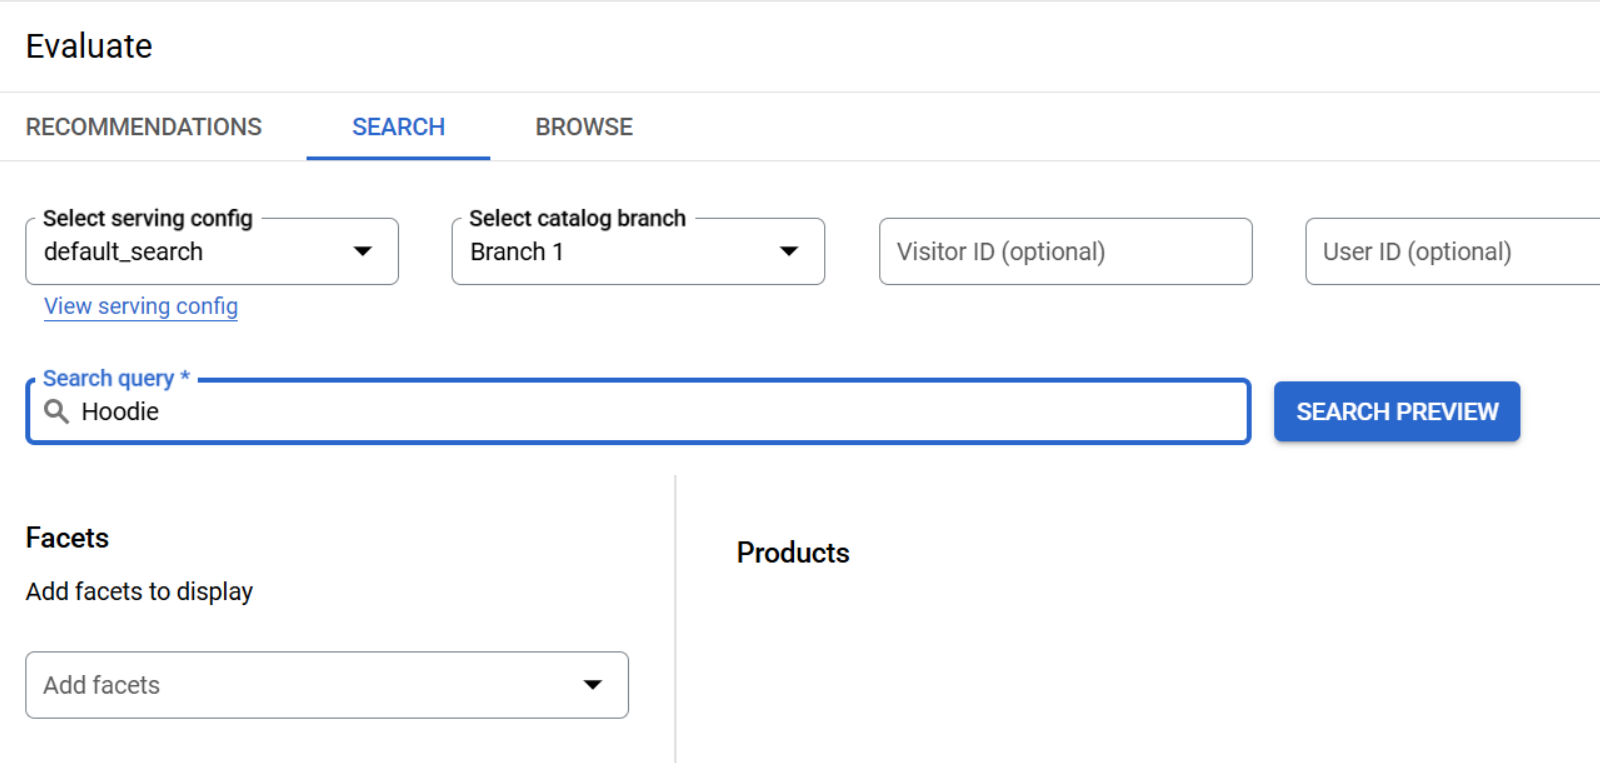 Evaluate
RECOMMENDATIONS SEARCH BROWSE
Select serving config
default_search
Select catalog branch
Branch 1
Visitor ID (optional)
User ID (optional)
View serving config
Search query *
Hoodie
SEARCH PREVIEW
Facets
Add facets to display
Add facets
Products